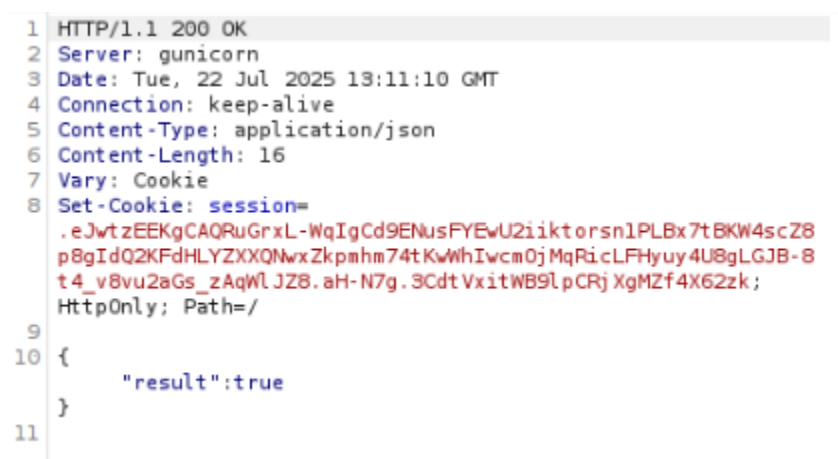 1 HTTP/1.1 200 OK
2 Server: gunicorn
3 Date: Tue, 22 Jul 2025 13:11:10 GMT
4 Connection: keep-alive
5 Content-Type: application/json
6 Content-Length: 16
7 Vary: Cookie
8 Set-Cookie: session=
.eJwtzEEKgCAQRuGrxL-WqIgCd9ENusFYEwU2iiktorsnlPLBx7tBKW4scZ8
p8gIdQ2KFdHLYZXXQNwxZkpmhm74tKwWhIwcmOjMqRicLFHyuy4U8gLGJB-8
t4_v8vu2aGs_zAqWlJZ8.aH-N7g.3CdtVxitWB9lpCRjXgMZf4X62zk;
HttpOnly; Path=/
9
10 {
"result":true
}
11